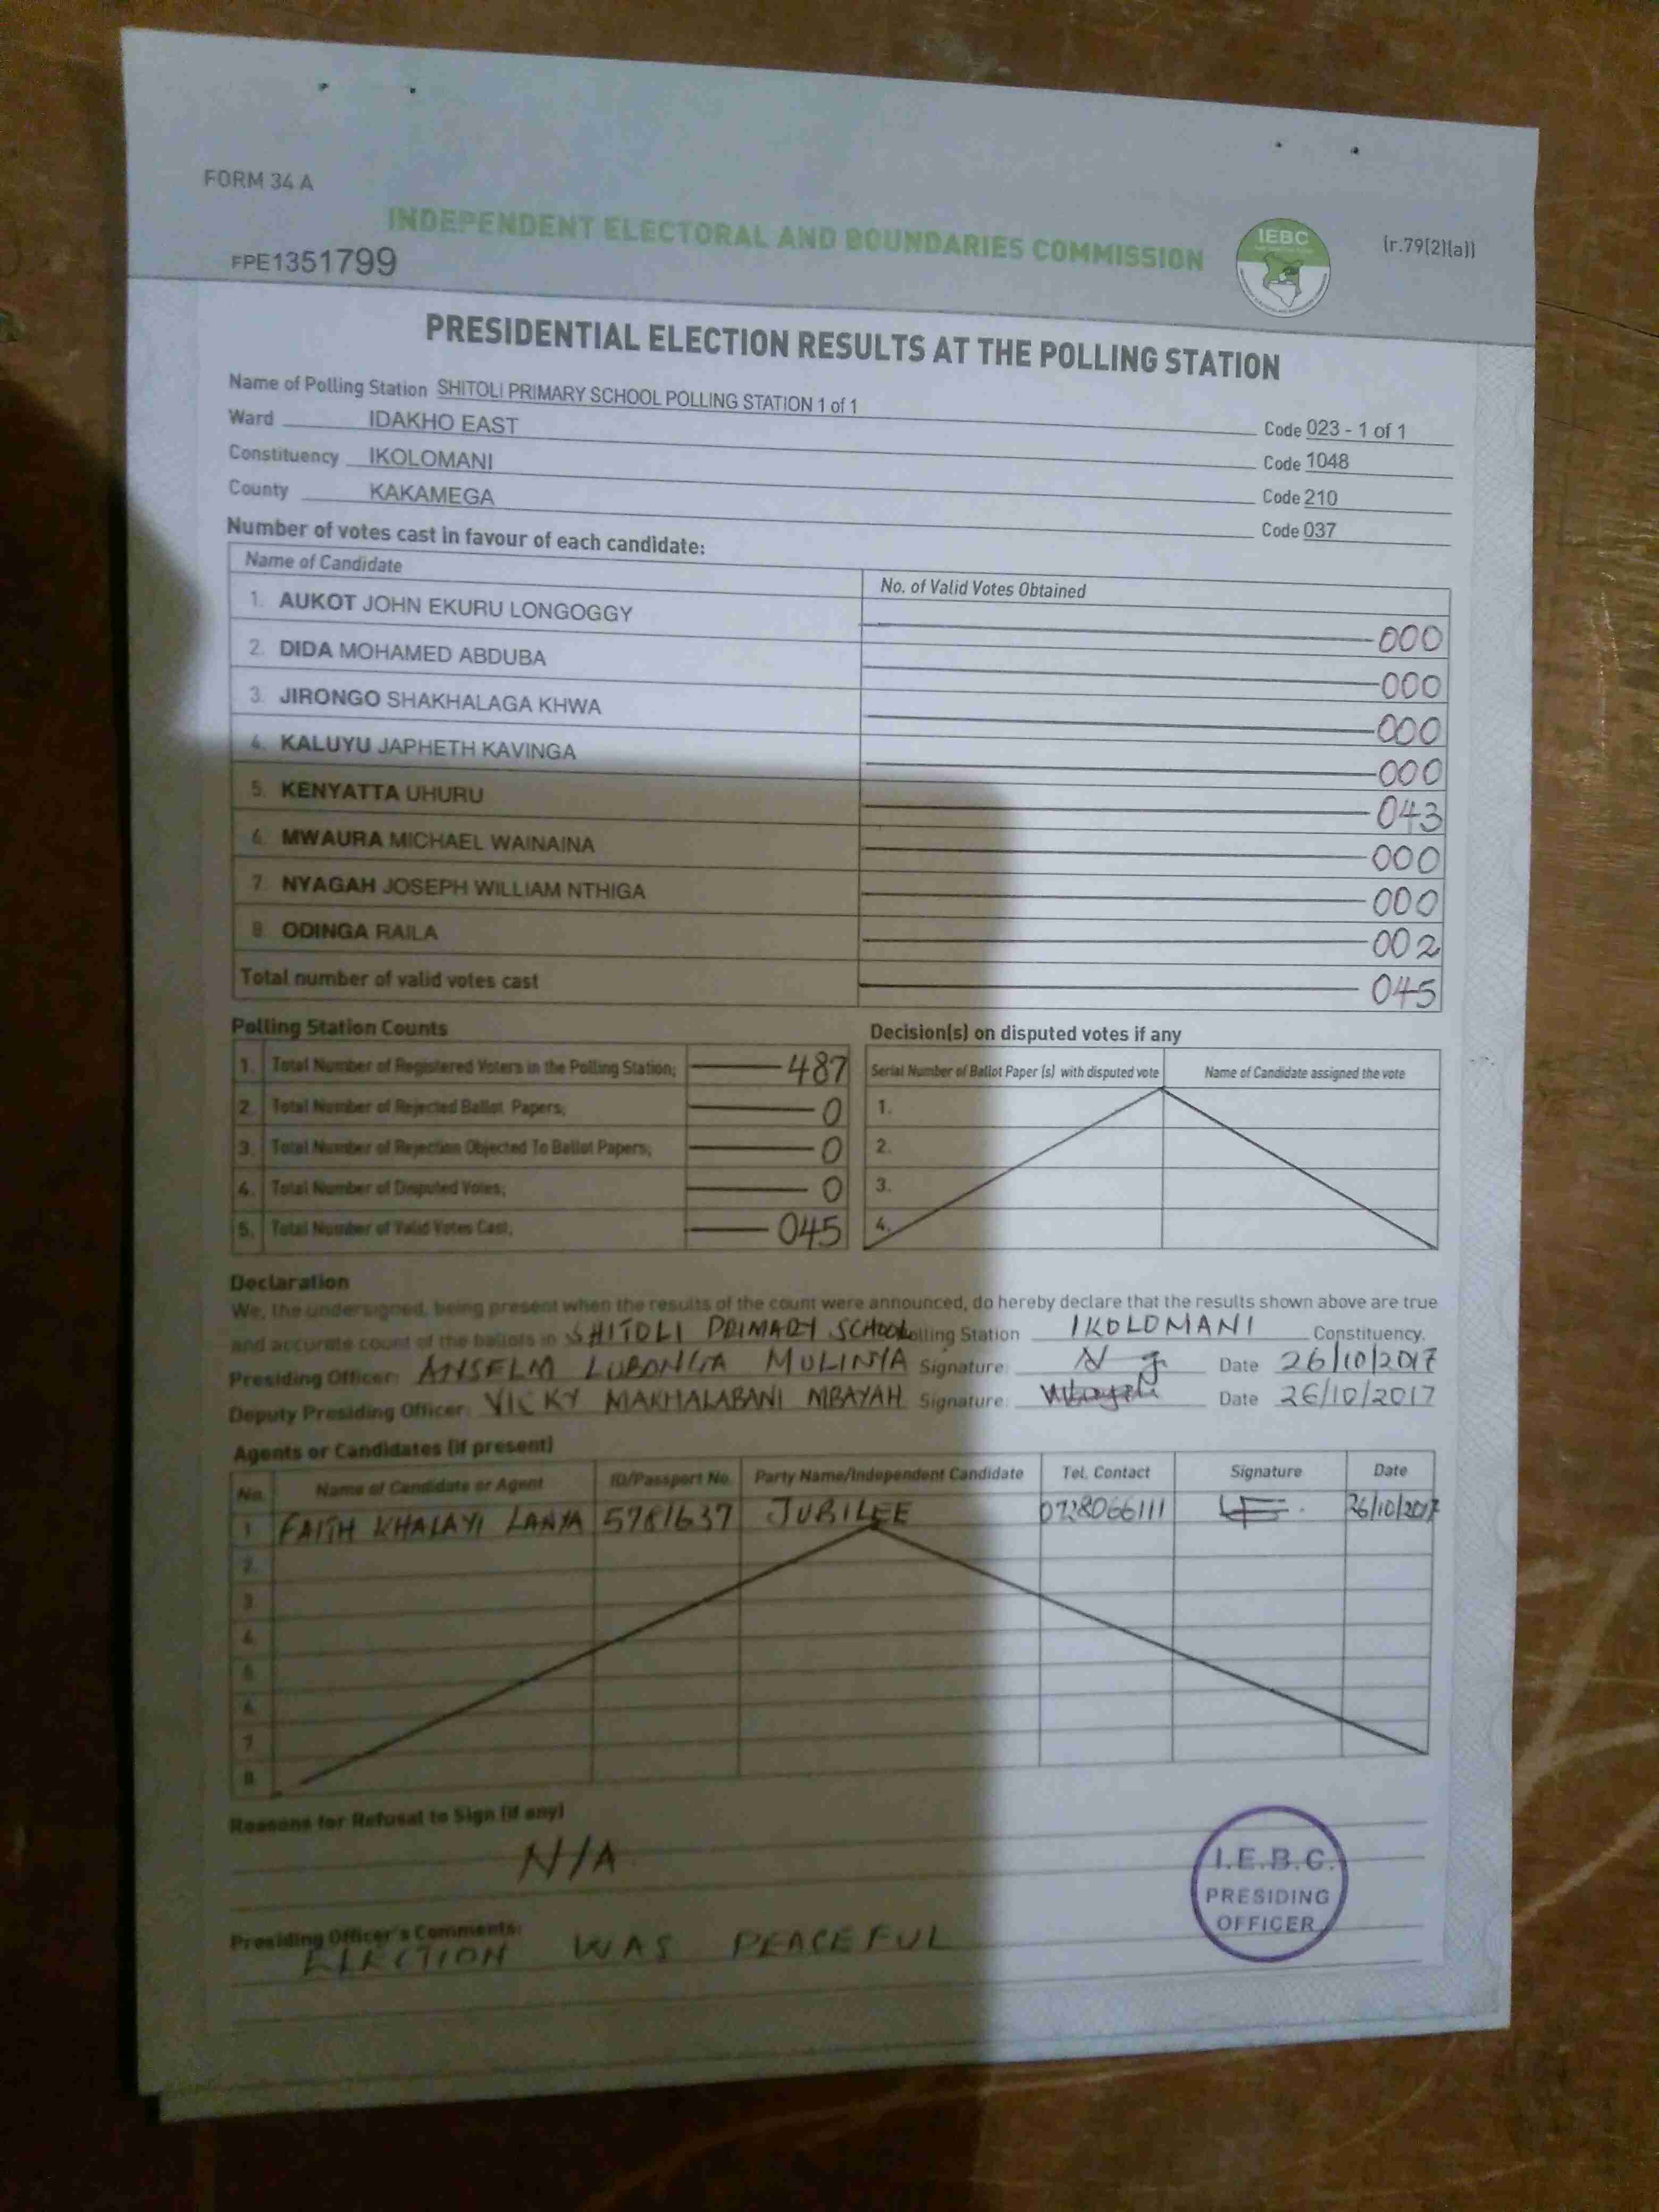 FORM 34 A
INDEPENDENT ELECTORAL AND BOUNDARIES COMMISSION
IEBC
(r.79(2)(a))
FPE1351799
PRESIDENTIAL ELECTION RESULTS AT THE POLLING STATION
Name of Polling Station SHITOLI PRIMARY SCHOOL POLLING STATION 1 of 1 Code 023 - 1 of 1
Ward IDAKHO EAST Code 1048
Constituency IKOLOMANI Code 210
County KAKAMEGA Code 037
Number of votes cast in favour of each candidate:
Name of Candidate No. of Valid Votes Obtained
1. AUKOT JOHN EKURU LONGOGGY 000
2. DIDA MOHAMED ABDUBA 000
3. JIRONGO SHAKHALAGA KHWA 000
4. KALUYU JAPHETH KAVINGA 000
5. KENYATTA UHURU 043
6. MWAURA MICHAEL WAINAINA 000
7. NYAGAH JOSEPH WILLIAM NTHIGA 000
8. ODINGA RAILA 002
Total number of valid votes cast 045
Polling Station Counts
1. Total Number of Registered Voters in the Polling Station; 487
2. Total Number of Rejected Ballot Papers; 0
3. Total Number of Rejection Objected To Ballot Papers; 0
4. Total Number of Disputed Votes; 0
5. Total Number of Valid Votes Cast; 045
Decision(s) on disputed votes if any
Serial Number of Ballot Paper (s) with disputed vote Name of Candidate assigned the vote
1.
2.
3.
4.
Declaration
We, the undersigned, being present when the results of the count were announced, do hereby declare that the results shown above are true
and accurate count of the ballots in SHITOLI PRIMARY SCHOOL Polling Station IKOLOMANI Constituency.
Presiding Officer: ANSELM LUBONGA MULINYA Signature: Date 26/10/2017
Deputy Presiding Officer: VICKY MAKHALABANI MBAYAH Signature: Date 26/10/2017
Agents or Candidates (if present)
No. Name of Candidate or Agent ID/Passport No. Party Name/Independent Candidate Tel. Contact Signature Date
1 FAITH KHALAYI 5781637 JUBILEE 0728066111 26/10/2017
2.
3
4.
5
6.
7
8
Reasons for Refusal to Sign (if any)
N/A
Presiding Officer's Comments:
ELECTION WAS PEACEFUL
I.E.B.C.
PRESIDING
OFFICER